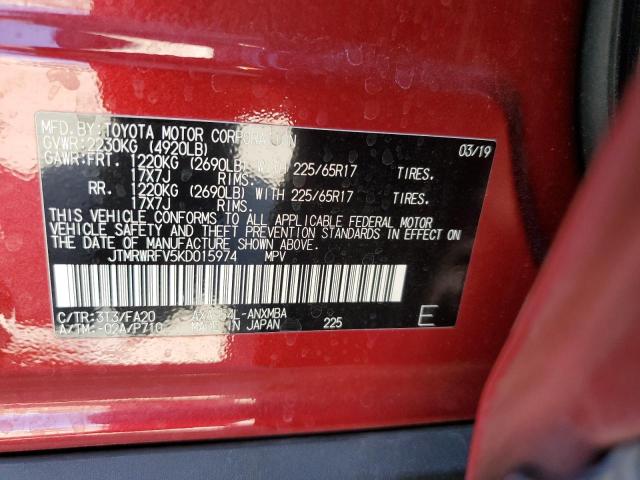 MFD.BY:TOYOTA MOTOR CORPORATION 03/19
GVWR:2230KG (4920LB)
GAWR:FRT. 1220KG (2690LB) WITH 225/65R17 TIRES.
17X7J RIMS.
RR. 1220KG (2690LB) WITH 225/65R17 TIRES.
17X7J RIMS.
THIS VEHICLE CONFORMS TO ALL APPLICABLE FEDERAL MOTOR
VEHICLE SAFETY AND THEFT PREVENTION STANDARDS IN EFFECT ON
THE DATE OF MANUFACTURE SHOWN ABOVE.
JTMRWRFV5KD015974 MPV
C/TR:3T3/FA20 AXAH54L-ANXMBA
A/TM:-02A/P710 MADE IN JAPAN 225 E